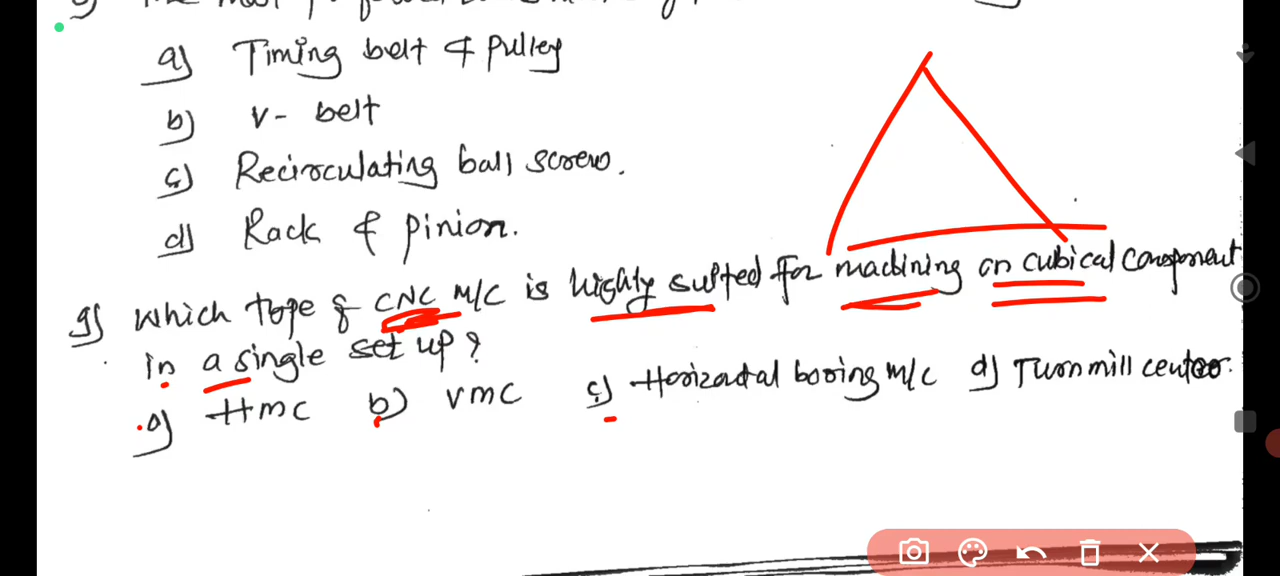 a) Timing belt & pulley
b) V- belt
c) Recirculating ball screw.
d) Rack & pinion.
9) Which type of CNC M/C is highly suited for machining on cubical component
in a single set up?
a) HMC b) VMC c) Horizontal boring m/c d) Turn mill center.